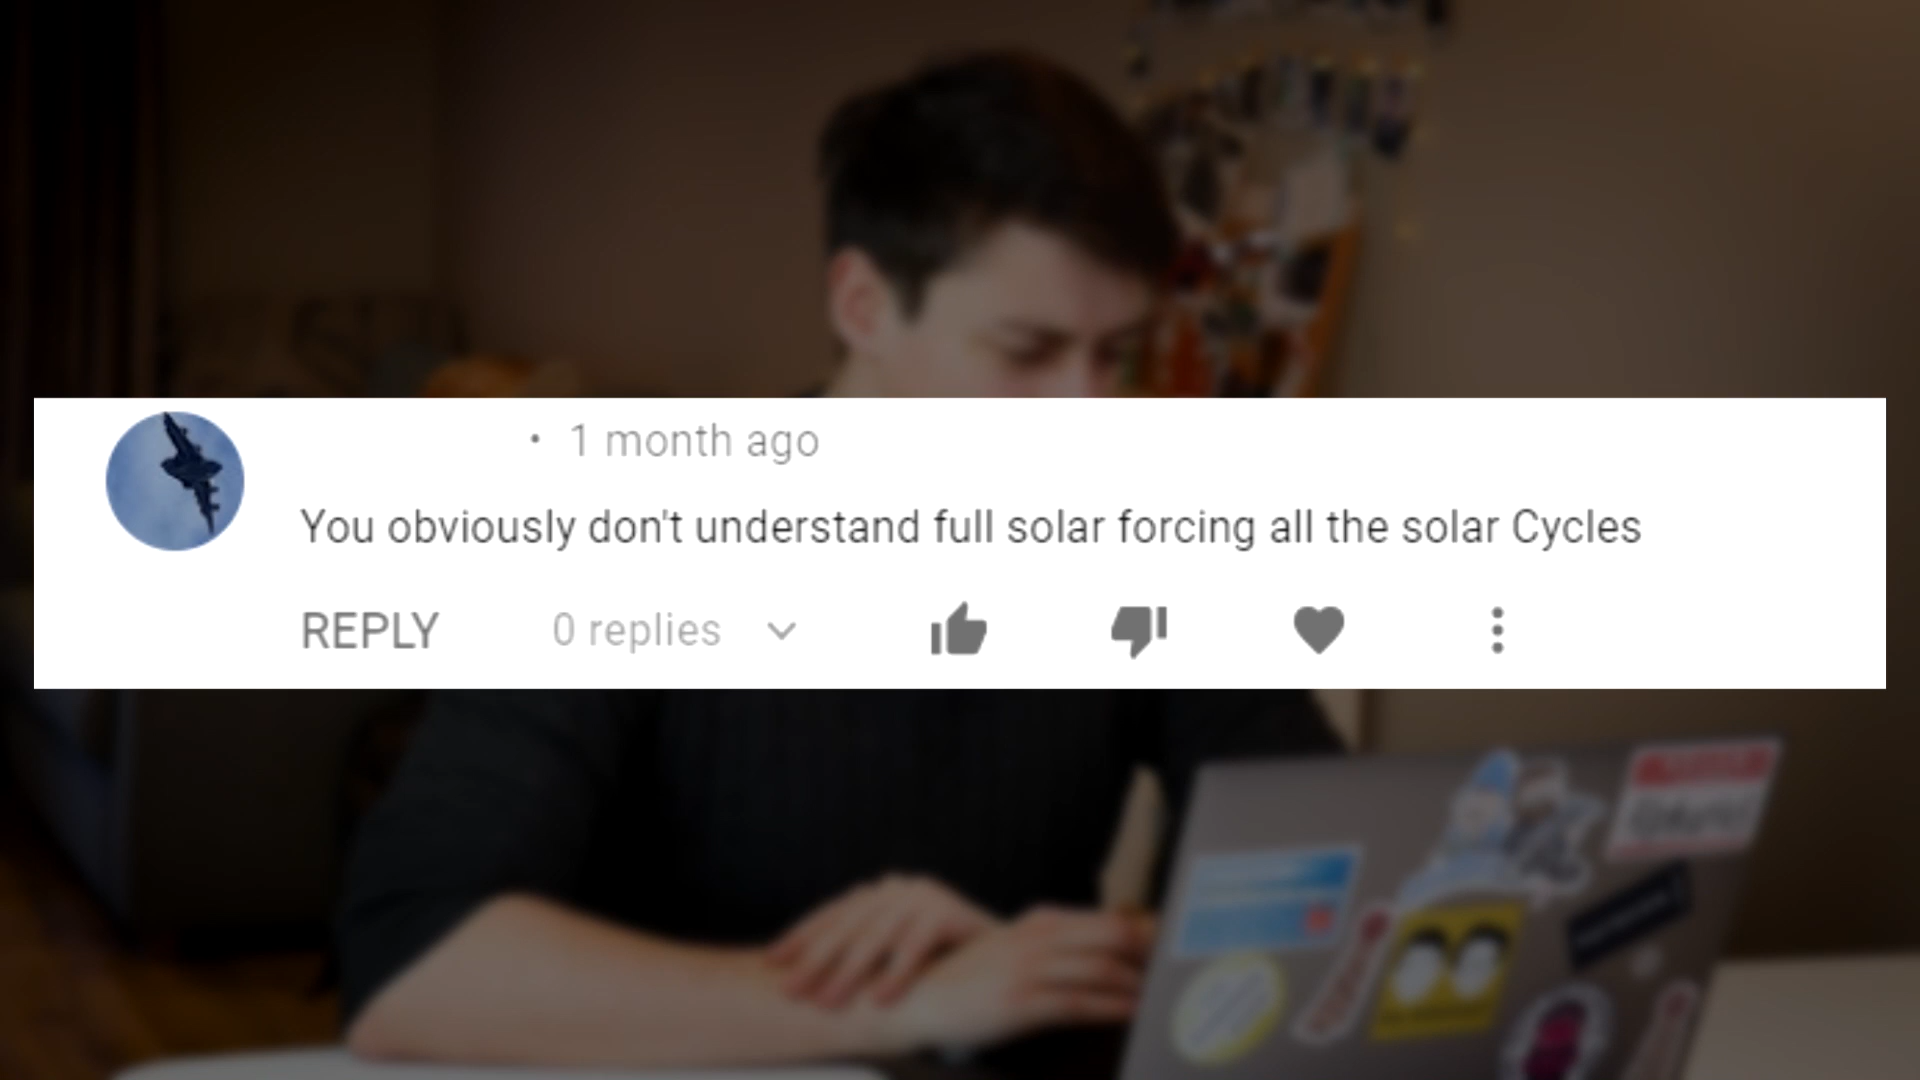 • 1 month ago
You obviously don't understand full solar forcing all the solar Cycles
REPLY 0 replies